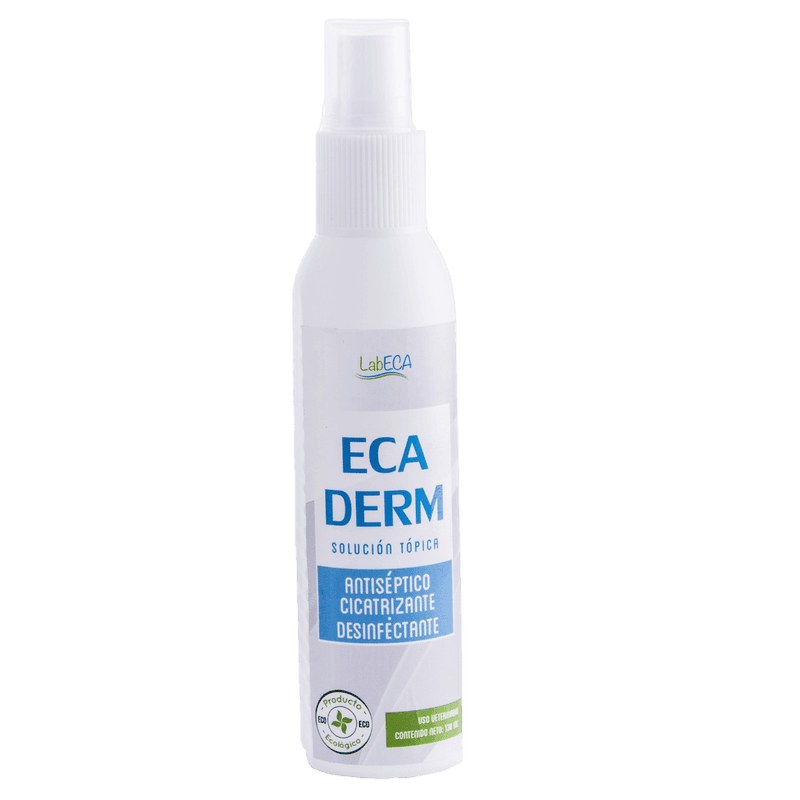 LabECA
ECA
DERM
SOLUCIÓN TÓPICA
ANTISÉPTICO
CICATRIZANTE
DESINFECTANTE
Producto
ECO ECO
Ecológico
USO VETERINARIO
CONTENIDO NETO: